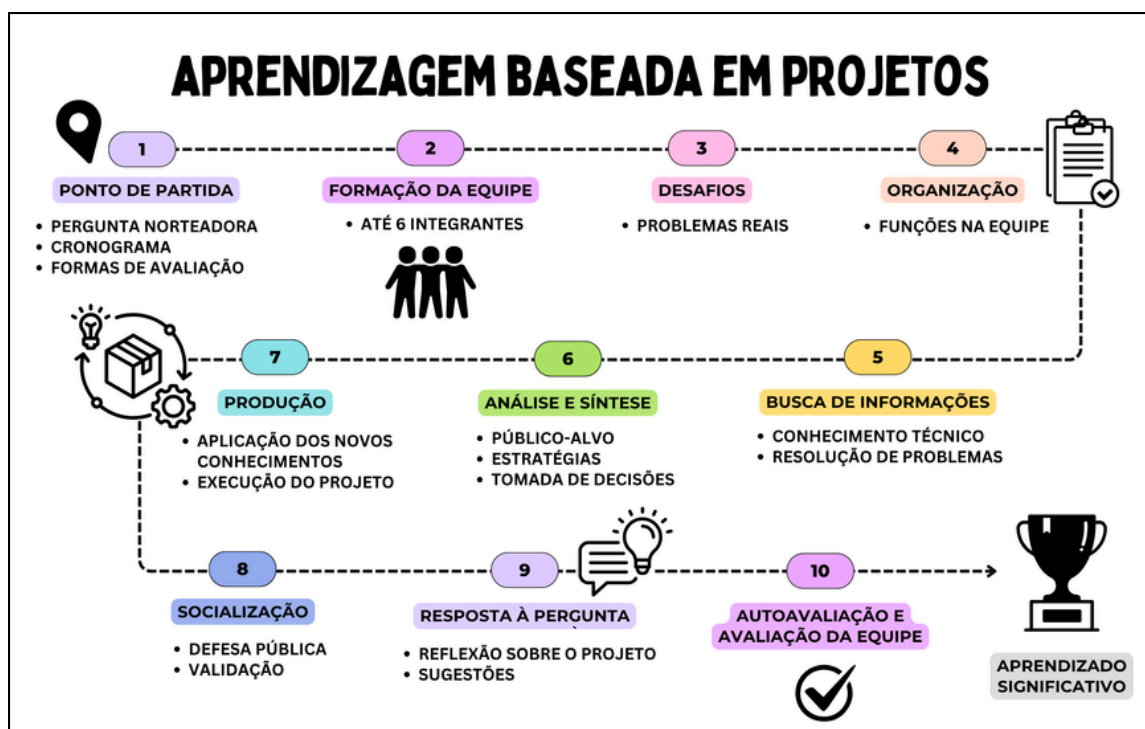 APRENDIZAGEM BASEADA EM PROJETOS
1
PONTO DE PARTIDA
• PERGUNTA NORTEADORA
• CRONOGRAMA
• FORMAS DE AVALIAÇÃO
2
FORMAÇÃO DA EQUIPE
• ATÉ 6 INTEGRANTES
3
DESAFIOS
• PROBLEMAS REAIS
4
ORGANIZAÇÃO
• FUNÇÕES NA EQUIPE
5
BUSCA DE INFORMAÇÕES
• CONHECIMENTO TÉCNICO
• RESOLUÇÃO DE PROBLEMAS
6
ANÁLISE E SÍNTESE
• PÚBLICO-ALVO
• ESTRATÉGIAS
• TOMADA DE DECISÕES
7
PRODUÇÃO
• APLICAÇÃO DOS NOVOS
CONHECIMENTOS
• EXECUÇÃO DO PROJETO
8
SOCIALIZAÇÃO
• DEFESA PÚBLICA
• VALIDAÇÃO
9
RESPOSTA À PERGUNTA
• REFLEXÃO SOBRE O PROJETO
• SUGESTÕES
10
AUTOAVALIAÇÃO E
AVALIAÇÃO DA EQUIPE
APRENDIZADO
SIGNIFICATIVO